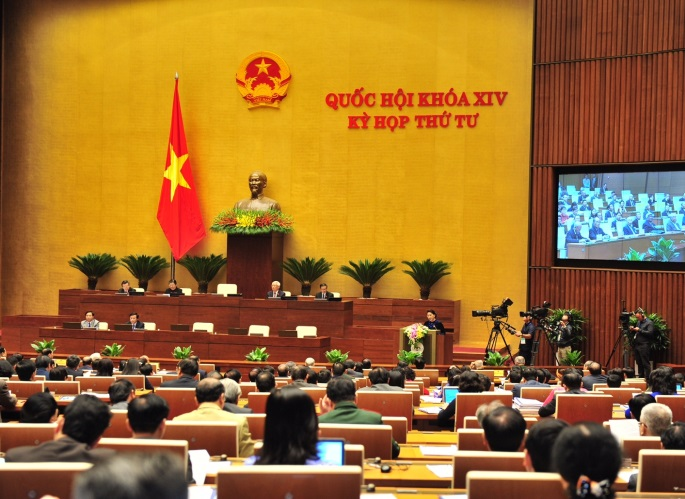 QUỐC HỘI KHÓA XIV
KỲ HỌP THỨ TƯ